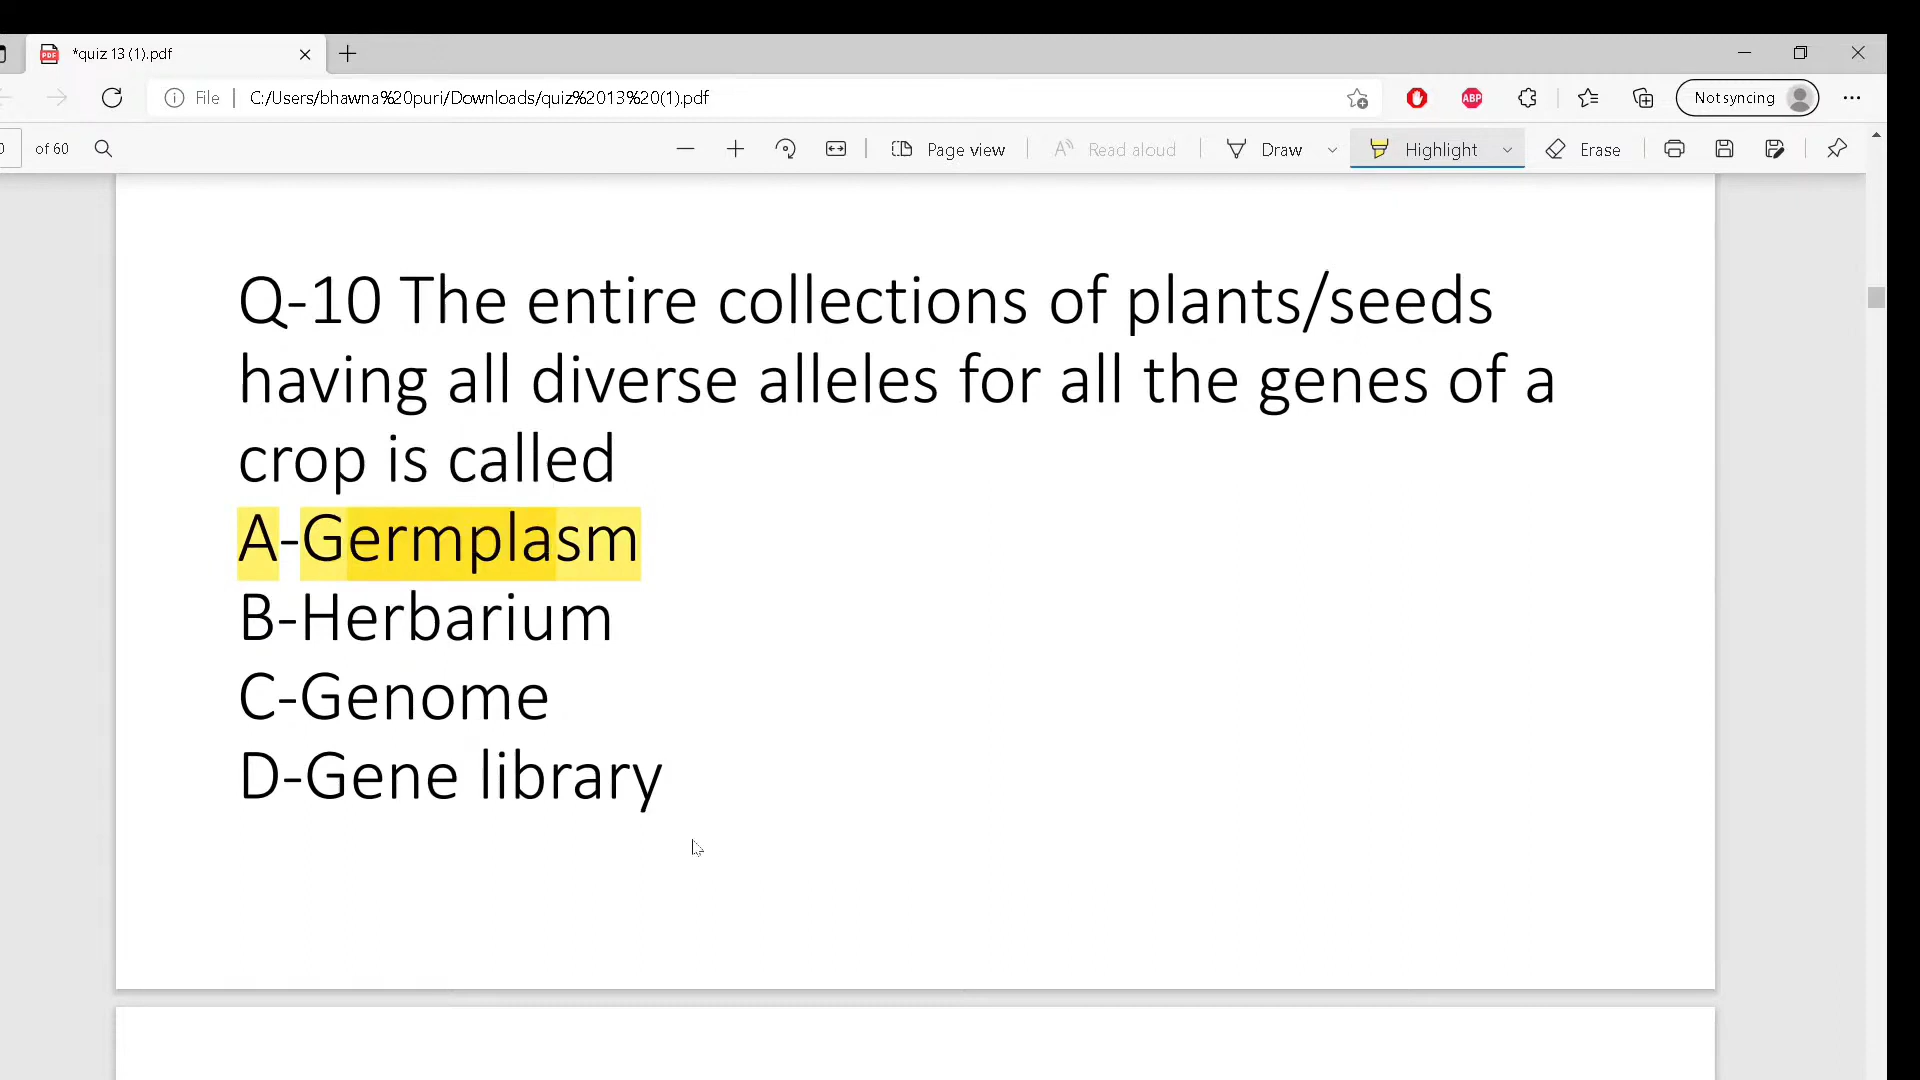 *quiz 13 (1).pdf
File
C:/Users/bhawna%20puri/Downloads/quiz%2013%20(1).pdf
ABP
Not syncing
of 60
Page view
Read aloud
Draw
Highlight
Erase
Q-10 The entire collections of plants/seeds
having all diverse alleles for all the genes of a
crop is called
A-Germplasm
B-Herbarium
C-Genome
D-Gene library